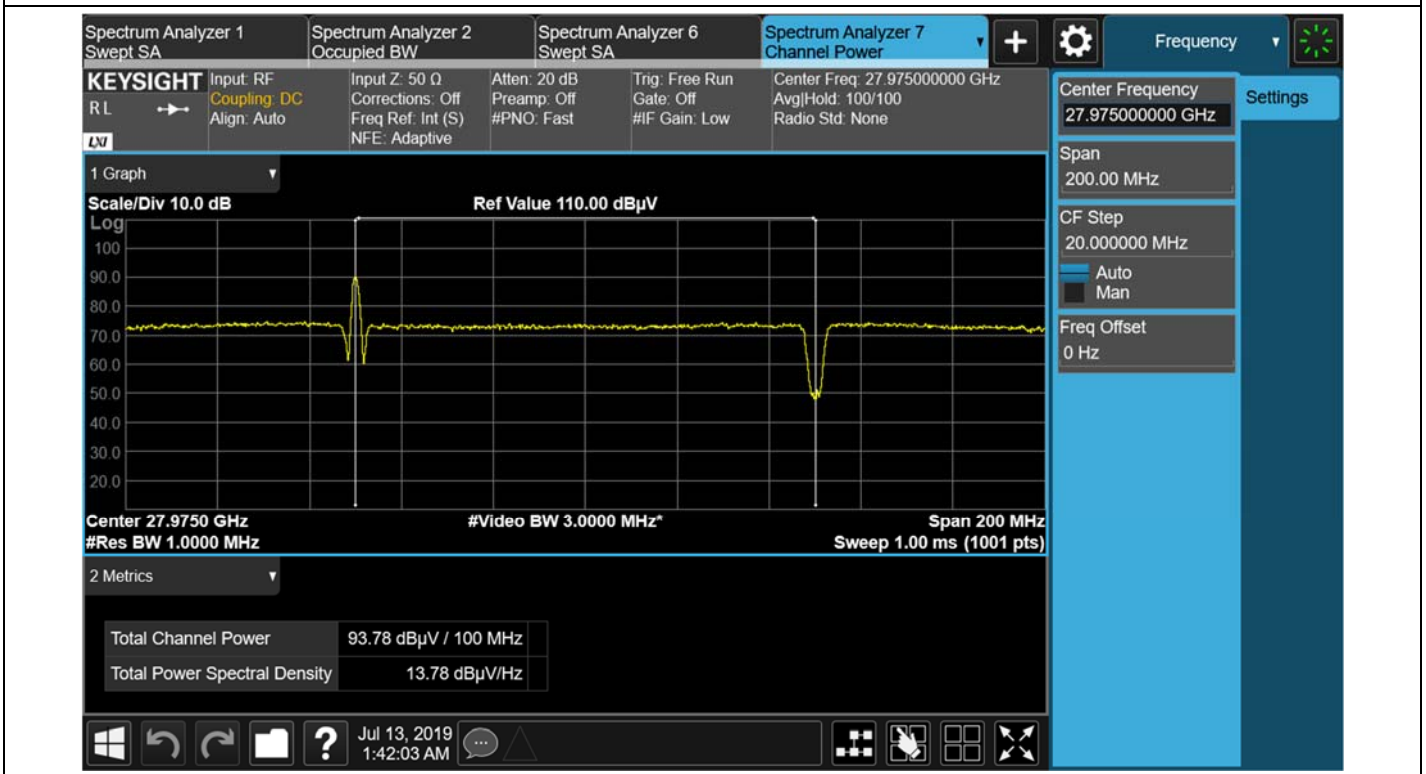 Spectrum Analyzer 1
Swept SA
Spectrum Analyzer 2
Occupied BW
Spectrum Analyzer 6
Swept SA
Spectrum Analyzer 7
Channel Power
Frequency
KEYSIGHT
RL
LXI
Input: RF
Coupling: DC
Align: Auto
Input Z: 50 Ω
Corrections: Off
Freq Ref: Int (S)
NFE: Adaptive
Atten: 20 dB
Preamp: Off
#PNO: Fast
Trig: Free Run
Gate: Off
#IF Gain: Low
Center Freq: 27.975000000 GHz
Avg|Hold: 100/100
Radio Std: None
Center Frequency
27.975000000 GHz
Settings
Span
200.00 MHz
CF Step
20.000000 MHz
Auto
Man
Freq Offset
0 Hz
1 Graph
Scale/Div 10.0 dB
Ref Value 110.00 dBµV
Log
100
90.0
80.0
70.0
60.0
50.0
40.0
30.0
20.0
Center 27.9750 GHz
#Video BW 3.0000 MHz*
Span 200 MHz
#Res BW 1.0000 MHz
Sweep 1.00 ms (1001 pts)
2 Metrics
Total Channel Power 93.78 dBµV / 100 MHz
Total Power Spectral Density 13.78 dBµV/Hz
?
Jul 13, 2019
1:42:03 AM